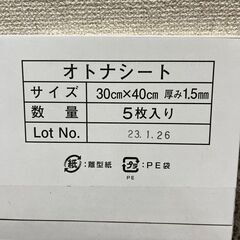 オトナシート
サイズ 30cm×40cm 厚み1.5mm
数量 5枚入り
Lot No. 23.1.26
紙:離型紙 プラ:PE袋
PE